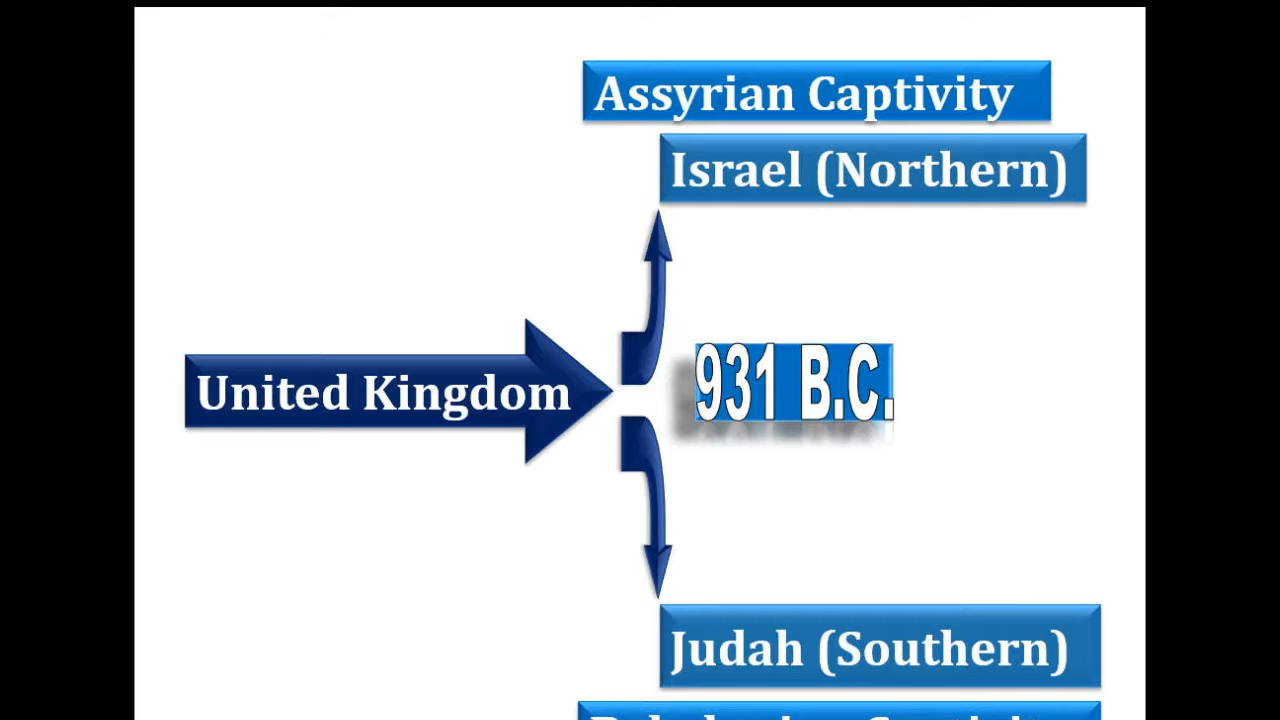 Assyrian Captivity
Israel (Northern)
United Kingdom
931 B.C.
Judah (Southern)